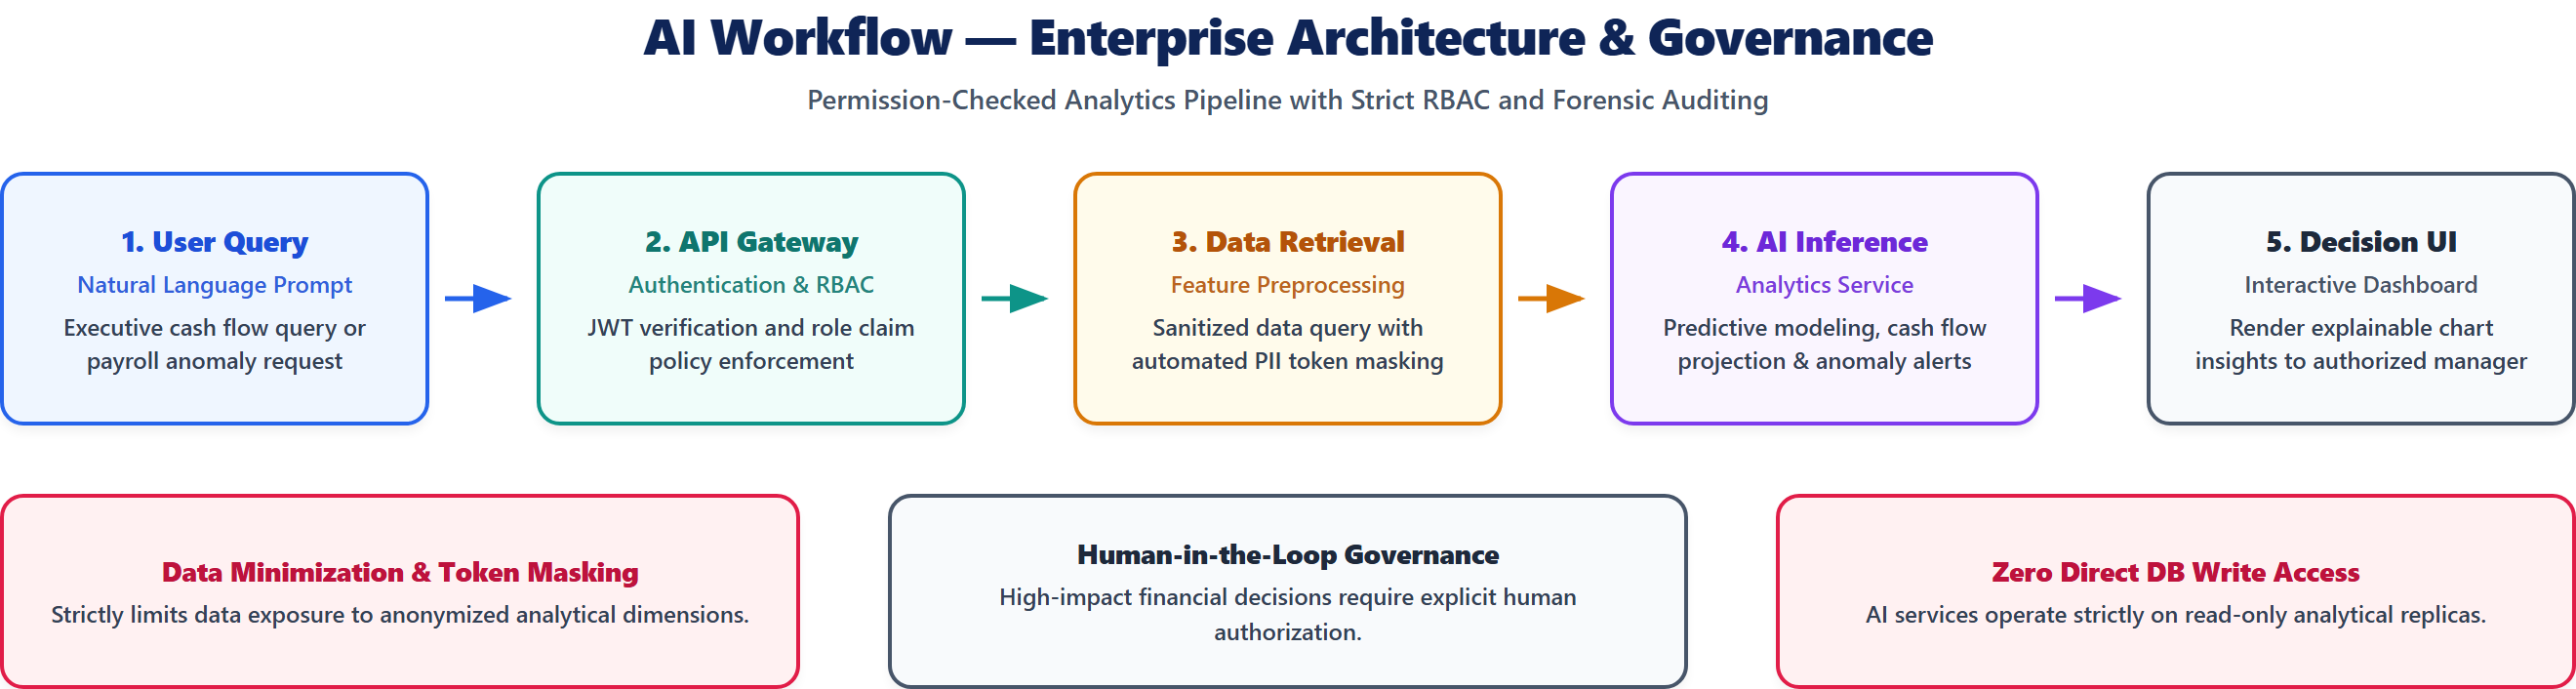 AI Workflow — Enterprise Architecture & Governance
Permission-Checked Analytics Pipeline with Strict RBAC and Forensic Auditing
1. User Query
Natural Language Prompt
Executive cash flow query or
payroll anomaly request
2. API Gateway
Authentication & RBAC
JWT verification and role claim
policy enforcement
3. Data Retrieval
Feature Preprocessing
Sanitized data query with
automated PII token masking
4. AI Inference
Analytics Service
Predictive modeling, cash flow
projection & anomaly alerts
5. Decision UI
Interactive Dashboard
Render explainable chart
insights to authorized manager
Data Minimization & Token Masking
Strictly limits data exposure to anonymized analytical dimensions.
Human-in-the-Loop Governance
High-impact financial decisions require explicit human
authorization.
Zero Direct DB Write Access
AI services operate strictly on read-only analytical replicas.